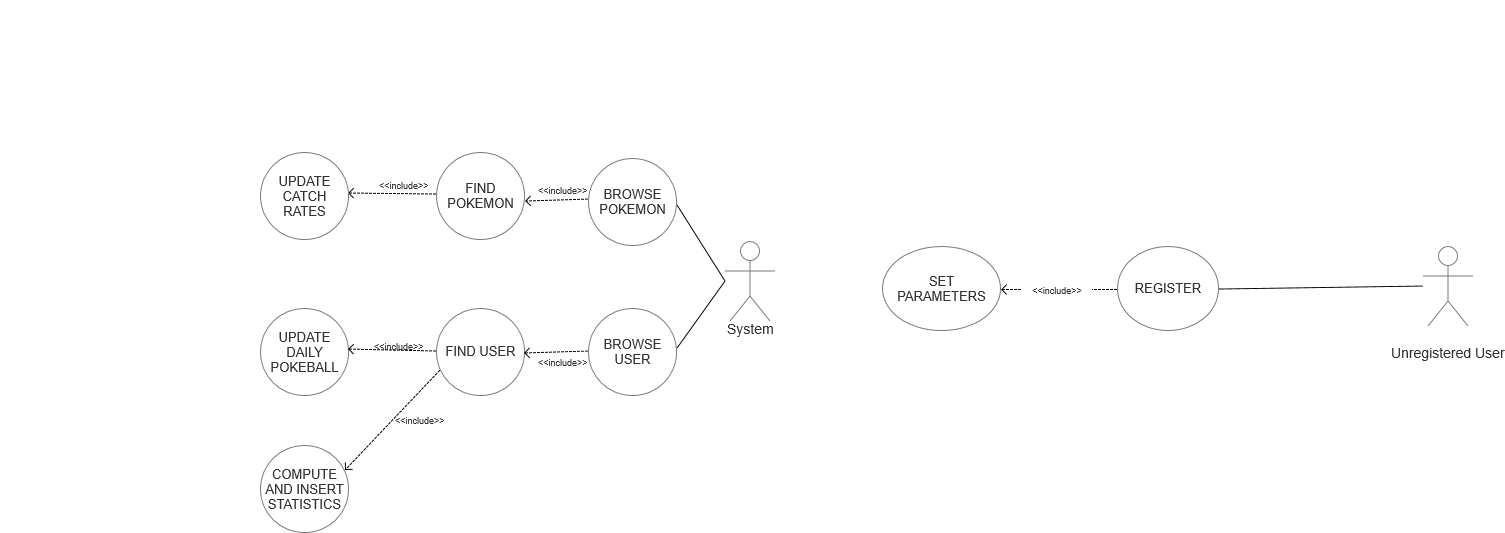 UPDATE
CATCH
RATES
<<include>>
FIND
POKEMON
<<include>>
BROWSE
POKEMON
System
UPDATE
DAILY
POKEBALL
<<include>>
FIND USER
<<include>>
BROWSE
USER
<<include>>
COMPUTE
AND INSERT
STATISTICS
SET
PARAMETERS
<<include>>
REGISTER
Unregistered User